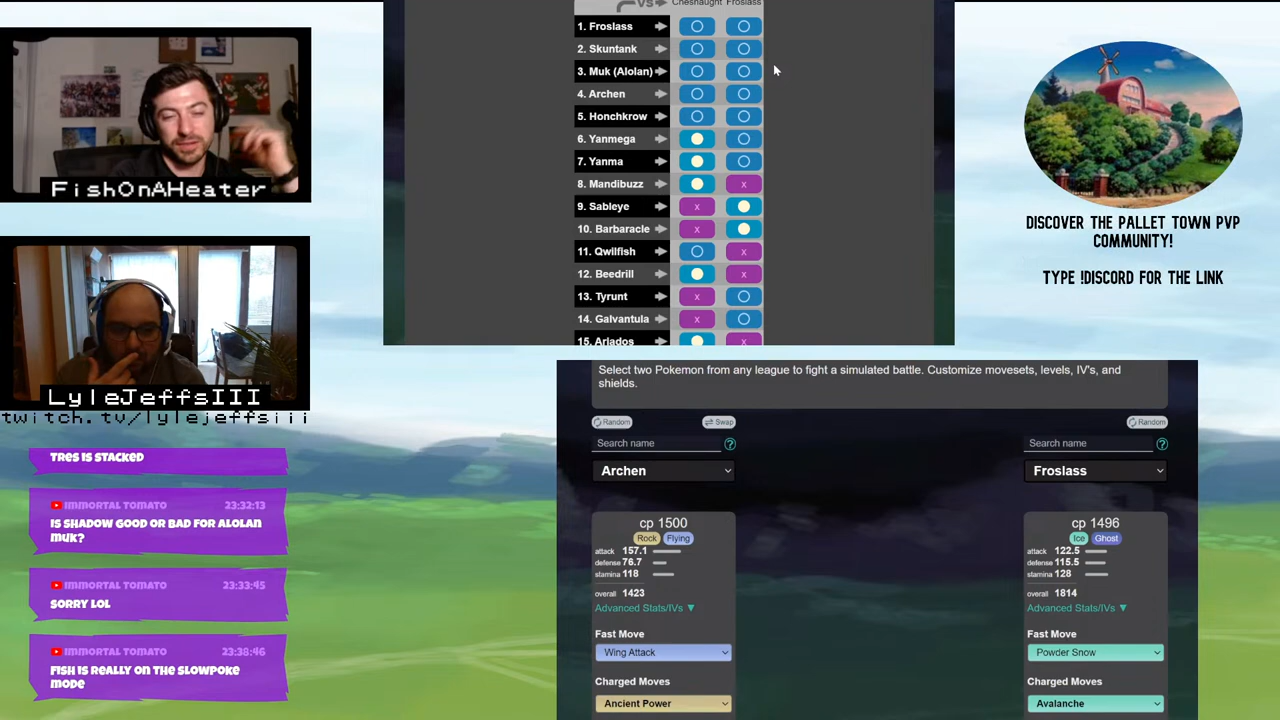 FishOnAHeater
LyleJeffsIII
twitch.tv/lylejeffsiii
TRES IS STACKED
IMMORTAL TOMATO 23:32:13
IS SHADOW GOOD OR BAD FOR ALOLAN
MUK?
IMMORTAL TOMATO 23:33:45
SORRY LOL
IMMORTAL TOMATO 23:38:46
FISH IS REALLY ON THE SLOWPOKE
MODE
VS Chesnaught Froslass
1. Froslass
2. Skuntank
3. Muk (Alolan)
4. Archen
5. Honchkrow
6. Yanmega
7. Yanma
8. Mandibuzz x
9. Sableye x
10. Barbaracle x
11. Qwilfish x
12. Beedrill x
13. Tyrunt x
14. Galvantula x
15. Ariados x
DISCOVER THE PALLET TOWN PVP
COMMUNITY!
TYPE !DISCORD FOR THE LINK
Select two Pokemon from any league to fight a simulated battle. Customize movesets, levels, IV's, and
shields.
Random Swap Random
Search name ? Search name ?
Archen Froslass
cp 1500
Rock Flying
attack 157.1
defense 76.7
stamina 118
overall 1423
Advanced Stats/IVs ▼
Fast Move
Wing Attack
Charged Moves
Ancient Power
cp 1496
Ice Ghost
attack 122.5
defense 115.5
stamina 128
overall 1814
Advanced Stats/IVs ▼
Fast Move
Powder Snow
Charged Moves
Avalanche